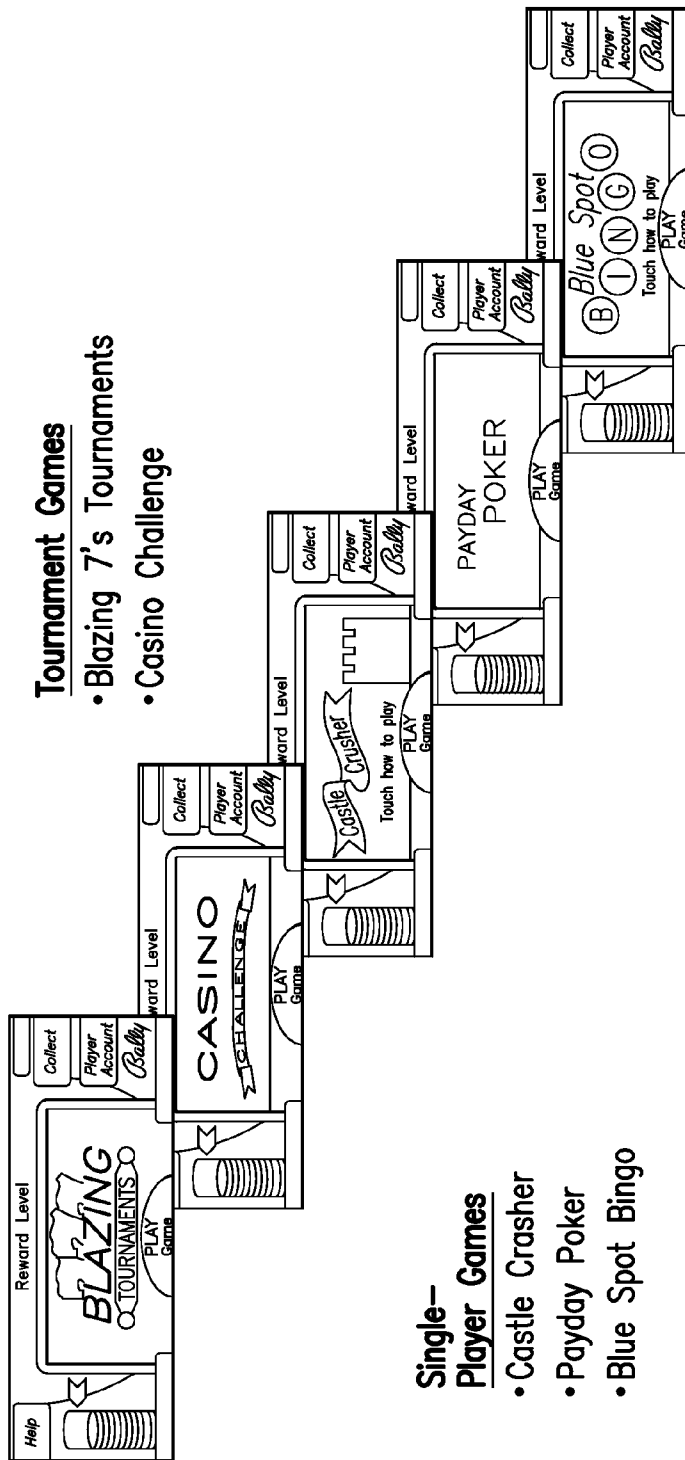 Tournament Games
• Blazing 7's Tournaments
• Casino Challenge
Help
Reward Level
Collect
Player
Account
Bally
BLAZING
TOURNAMENTS
PLAY
Game
ward Level
Collect
Player
Account
Bally
CASINO
CHALLENGE
PLAY
Game
ward Level
Collect
Player
Account
Bally
Castle Crusher
Touch how to play
PLAY
Game
ward Level
Collect
Player
Account
Bally
PAYDAY
POKER
PLAY
Game
ward Level
Collect
Player
Account
Bally
Blue Spot
BINGO
Touch how to play
PLAY
Game
Single-
Player Games
• Castle Crasher
• Payday Poker
• Blue Spot Bingo